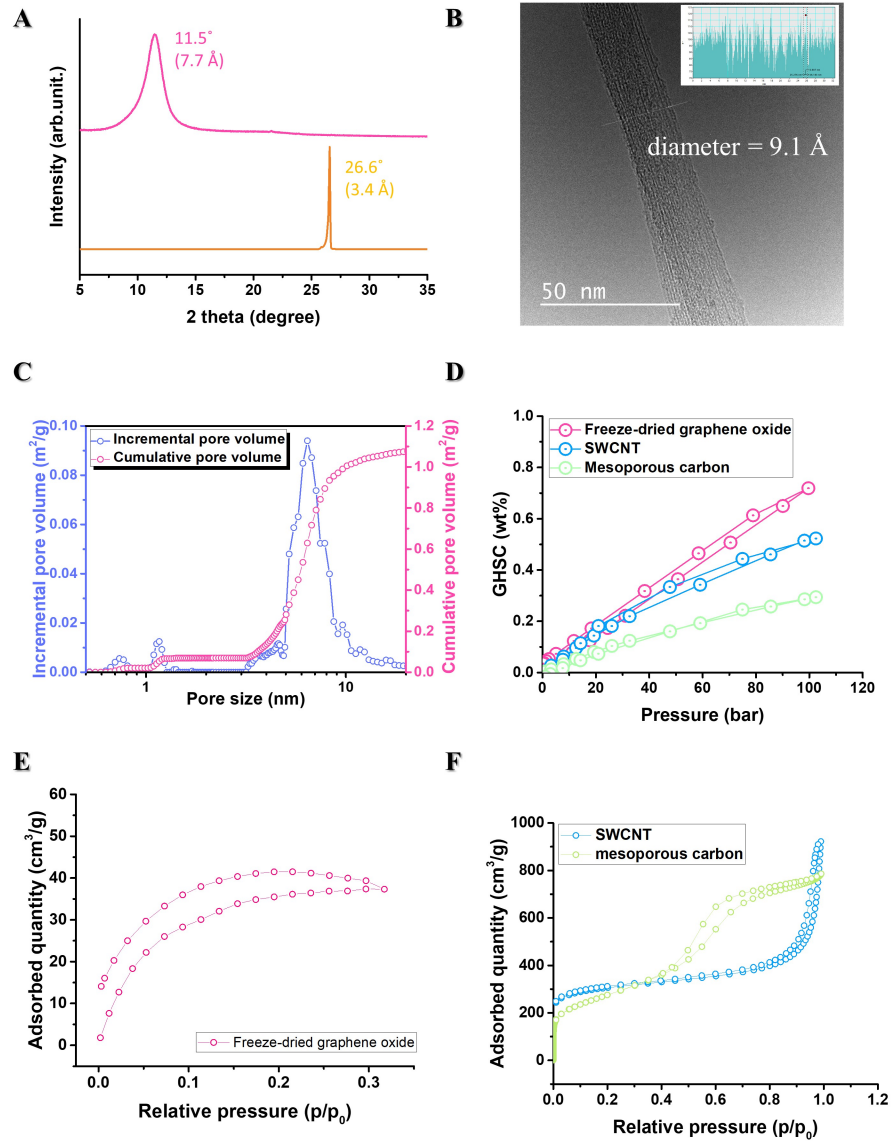 A
11.5°
(7.7 Å)
26.6°
(3.4 Å)
Intensity (arb.unit.)
5 10 15 20 25 30 35
2 theta (degree)
B
diameter = 9.1 Å
50 nm
C
Incremental pore volume
Cumulative pore volume
Incremental pore volume (m²/g)
0.10
0.08
0.06
0.04
0.02
0.00
Cumulative pore volume (m²/g)
1.2
1.0
0.8
0.6
0.4
0.2
0.0
1 10
Pore size (nm)
D
Freeze-dried graphene oxide
SWCNT
Mesoporous carbon
GHSC (wt%)
1.0
0.8
0.6
0.4
0.2
0.0
0 20 40 60 80 100 120
Pressure (bar)
E
Adsorbed quantity (cm³/g)
60
50
40
30
20
10
0
Freeze-dried graphene oxide
0.0 0.1 0.2 0.3
Relative pressure (p/p₀)
F
SWCNT
mesoporous carbon
Adsorbed quantity (cm³/g)
1000
800
600
400
200
0
0.0 0.2 0.4 0.6 0.8 1.0 1.2
Relative pressure (p/p₀)